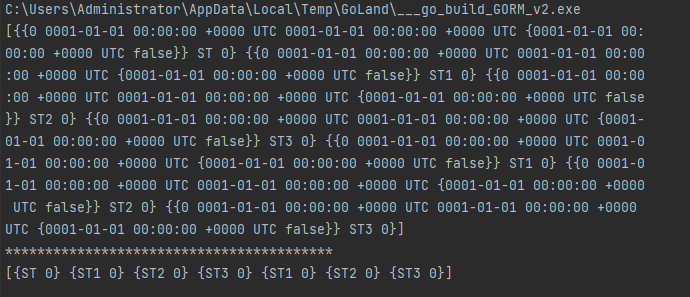 C:\Users\Administrator\AppData\Local\Temp\GoLand\___go_build_GORM_v2.exe
[{{0 0001-01-01 00:00:00 +0000 UTC 0001-01-01 00:00:00 +0000 UTC {0001-01-01 00:
00:00 +0000 UTC false}} ST 0} {{0 0001-01-01 00:00:00 +0000 UTC 0001-01-01 00:00
:00 +0000 UTC {0001-01-01 00:00:00 +0000 UTC false}} ST1 0} {{0 0001-01-01 00:00
:00 +0000 UTC 0001-01-01 00:00:00 +0000 UTC {0001-01-01 00:00:00 +0000 UTC false
}} ST2 0} {{0 0001-01-01 00:00:00 +0000 UTC 0001-01-01 00:00:00 +0000 UTC {0001-
01-01 00:00:00 +0000 UTC false}} ST3 0} {{0 0001-01-01 00:00:00 +0000 UTC 0001-0
1-01 00:00:00 +0000 UTC {0001-01-01 00:00:00 +0000 UTC false}} ST1 0} {{0 0001-0
1-01 00:00:00 +0000 UTC 0001-01-01 00:00:00 +0000 UTC {0001-01-01 00:00:00 +0000
 UTC false}} ST2 0} {{0 0001-01-01 00:00:00 +0000 UTC 0001-01-01 00:00:00 +0000
UTC {0001-01-01 00:00:00 +0000 UTC false}} ST3 0}]
*****************************************
[{ST 0} {ST1 0} {ST2 0} {ST3 0} {ST1 0} {ST2 0} {ST3 0}]